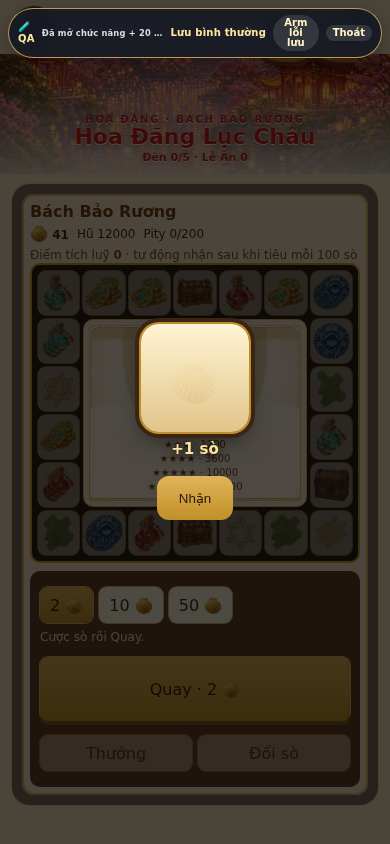 🧪
QA
Đã mở chức năng + 20 ...
Lưu bình thường
Arm
lỗi
lưu
Thoát
HOA ĐĂNG · BÁCH BẢO RƯƠNG
Hoa Đăng Lục Châu
Đèn 0/5 · Lễ Ấn 0
Bách Bảo Rương
41 Hũ 12000 Pity 0/200
Điểm tích luỹ 0 · tự động nhận sau khi tiêu mỗi 100 sò
★★★★ · 3600
★★★★★ · 10000
+1 sò
Nhận
2
10
50
Cược sò rồi Quay.
Quay · 2
Thưởng
Đổi sò